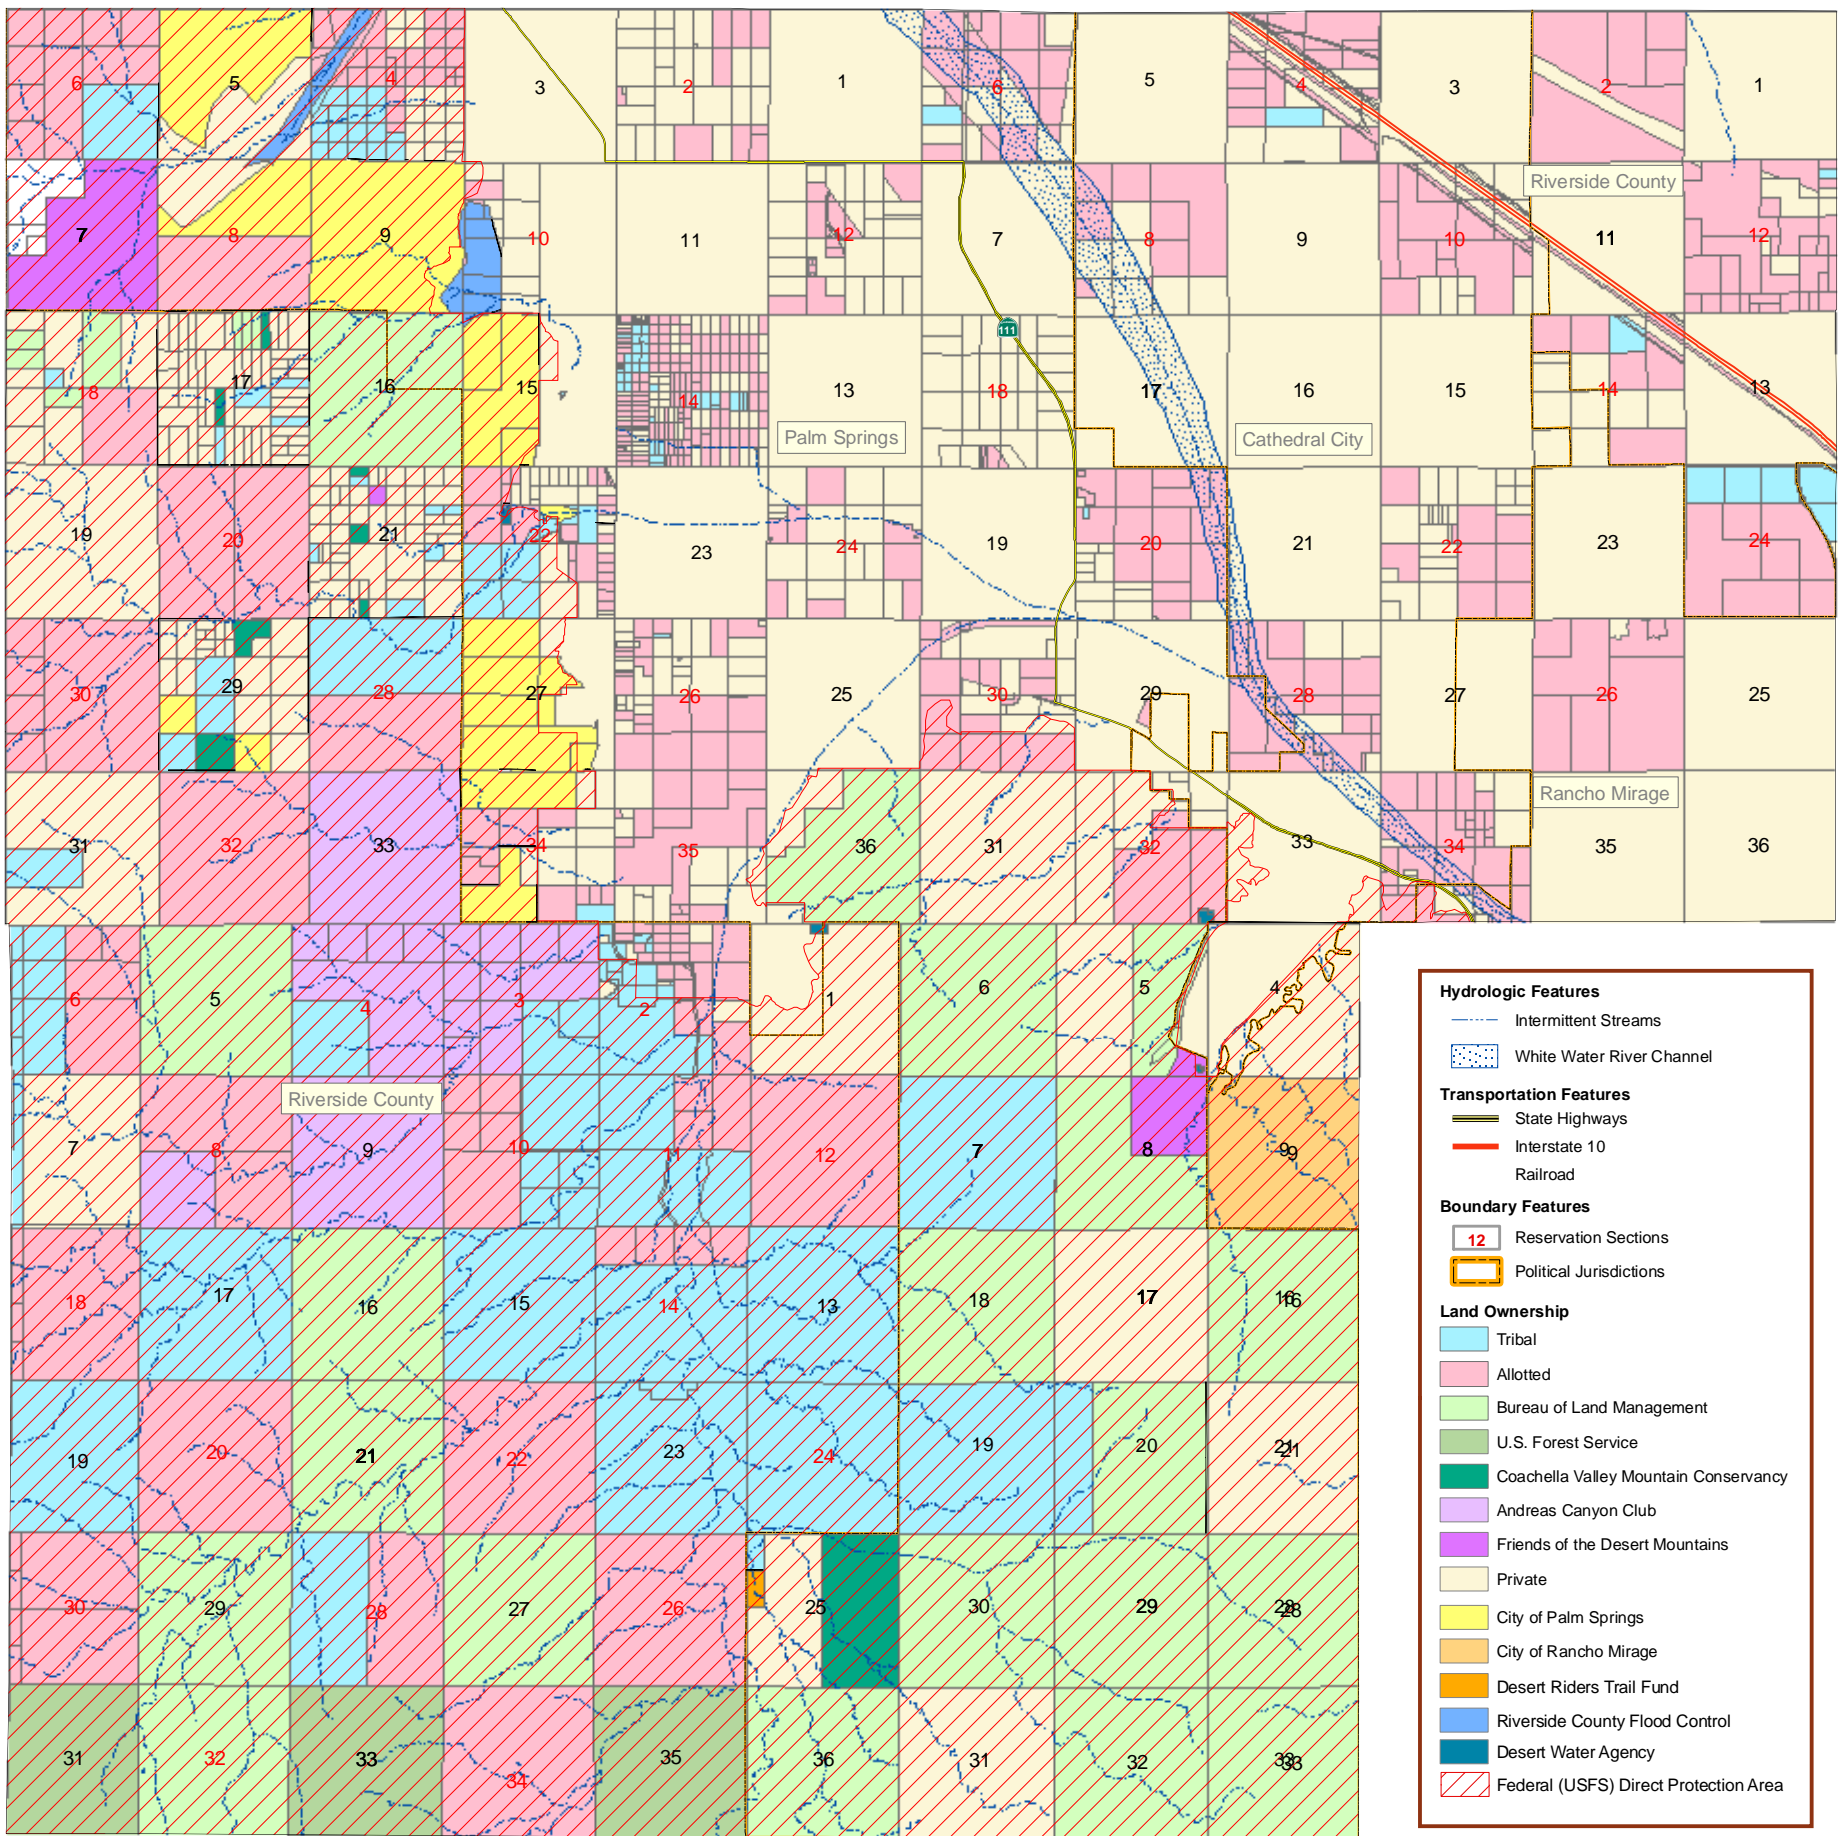 6 5 4 3 2 1 6 5 4 3 2 1
Riverside County
7 8 9 10 11 12 7 8 9 10 11 12
111
18 17 16 15 14 13 18 17 16 15 14 13
Palm Springs
Cathedral City
19 20 21 22 23 24 19 20 21 22 23 24
30 29 28 27 26 25 30 29 28 27 26 25
Rancho Mirage
31 32 33 34 35 36 31 32 33 34 35 36
6 5 4 3 2 1 6 5 4
Riverside County
7 8 9 10 11 12 7 8 9 9
18 17 16 15 14 13 18 17 16 16
19 20 21 22 23 24 19 20 21 21
30 29 28 27 26 25 30 29 28 28
31 32 33 34 35 36 31 32 33 33
Hydrologic Features
Intermittent Streams
White Water River Channel
Transportation Features
State Highways
Interstate 10
Railroad
Boundary Features
12 Reservation Sections
Political Jurisdictions
Land Ownership
Tribal
Allotted
Bureau of Land Management
U.S. Forest Service
Coachella Valley Mountain Conservancy
Andreas Canyon Club
Friends of the Desert Mountains
Private
City of Palm Springs
City of Rancho Mirage
Desert Riders Trail Fund
Riverside County Flood Control
Desert Water Agency
Federal (USFS) Direct Protection Area